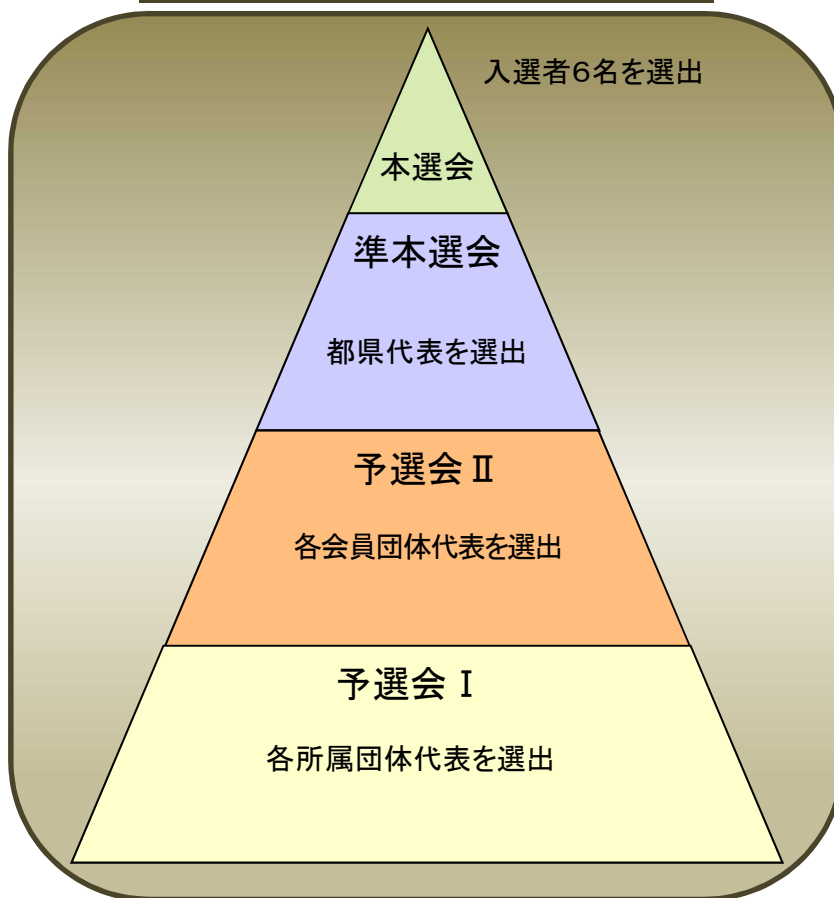 入選者６名を選出
本選会
準本選会
都県代表を選出
予選会Ⅱ
各会員団体代表を選出
予選会Ⅰ
各所属団体代表を選出